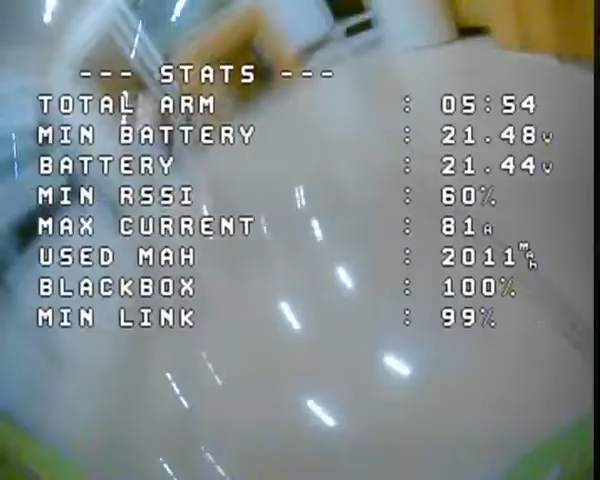 --- STATS ---
TOTAL ARM : 05:54
MIN BATTERY : 21.48V
BATTERY : 21.44V
MIN RSSI : 60%
MAX CURRENT : 81A
USED MAH : 2011mAh
BLACKBOX : 100%
MIN LINK : 99%